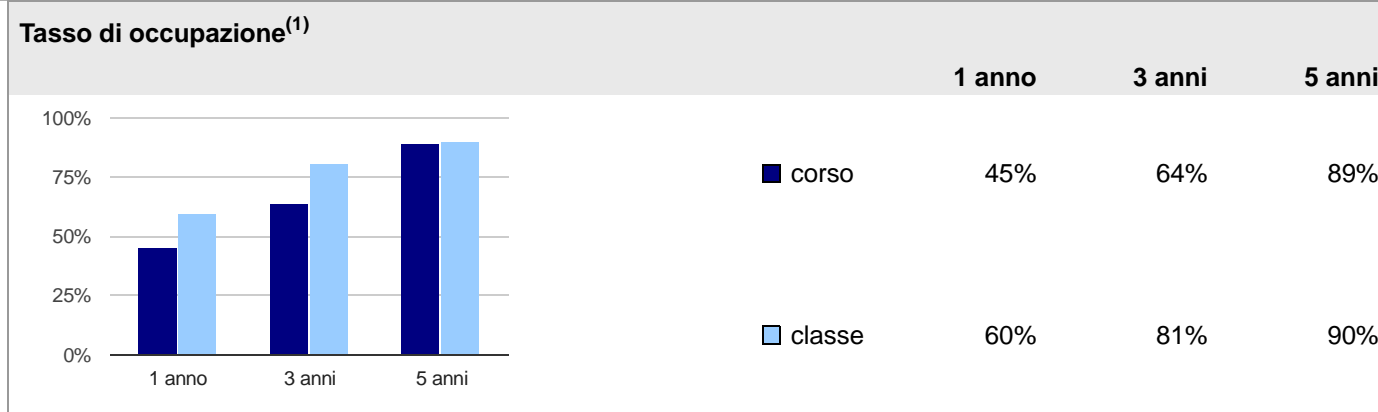 Tasso di occupazione(1)
1 anno 3 anni 5 anni
100%
75%
50%
25%
0%
1 anno 3 anni 5 anni
corso 45% 64% 89%
classe 60% 81% 90%